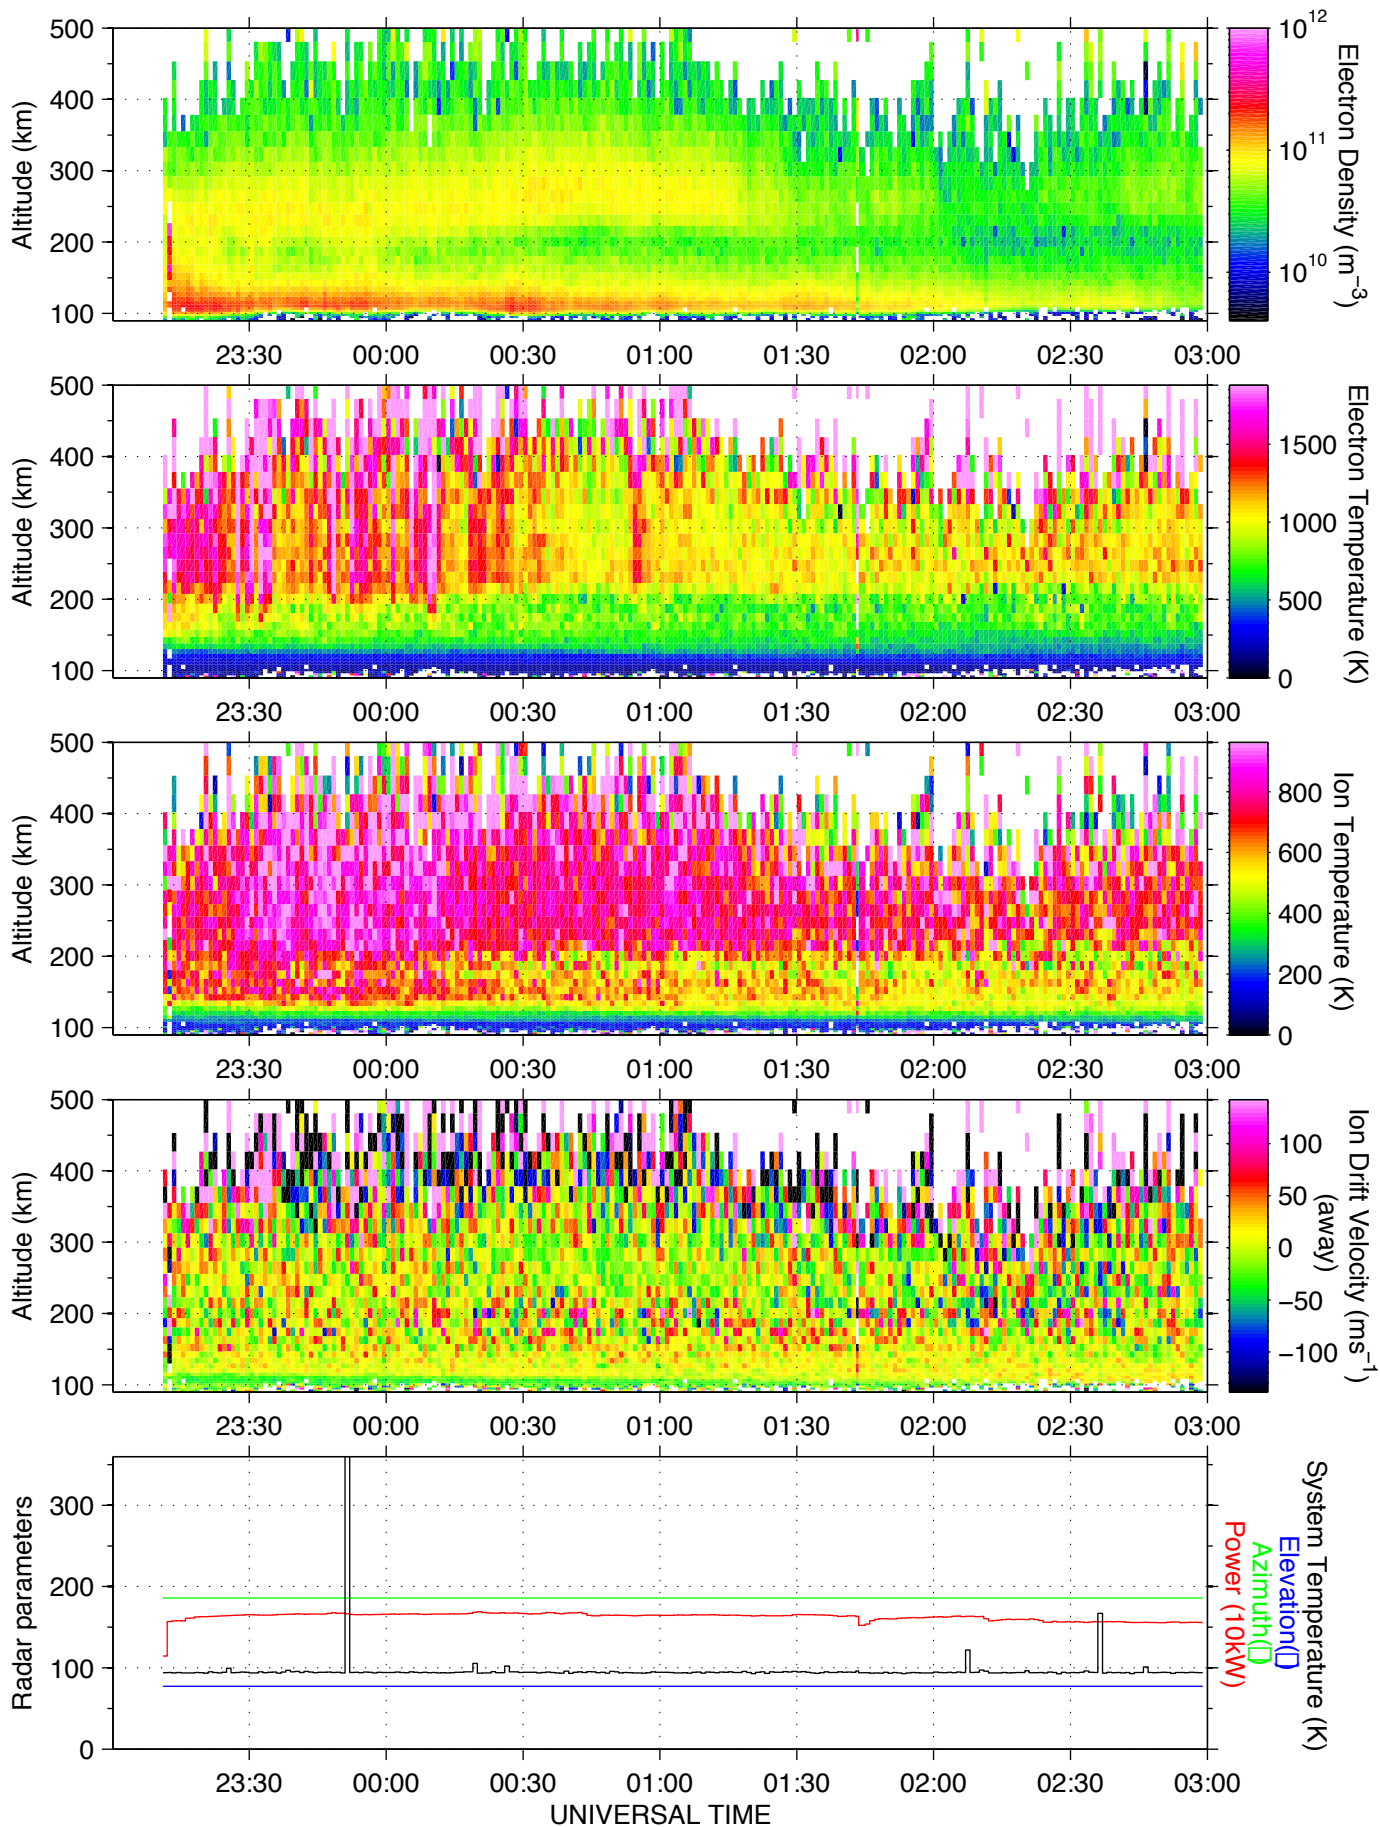 500
400
300
200
100
Altitude (km)
23:30 00:00 00:30 01:00 01:30 02:00 02:30 03:00
10^12
10^11
10^10
Electron Density (m^−3)
500
400
300
200
100
Altitude (km)
23:30 00:00 00:30 01:00 01:30 02:00 02:30 03:00
1500
1000
500
0
Electron Temperature (K)
500
400
300
200
100
Altitude (km)
23:30 00:00 00:30 01:00 01:30 02:00 02:30 03:00
800
600
400
200
0
Ion Temperature (K)
500
400
300
200
100
Altitude (km)
23:30 00:00 00:30 01:00 01:30 02:00 02:30 03:00
100
50
0
−50
−100
Ion Drift Velocity (ms^−1)
(away)
300
200
100
0
Radar parameters
23:30 00:00 00:30 01:00 01:30 02:00 02:30 03:00
UNIVERSAL TIME
System Temperature (K)
Elevation(▯)
Azimuth(▯)
Power (10kW)